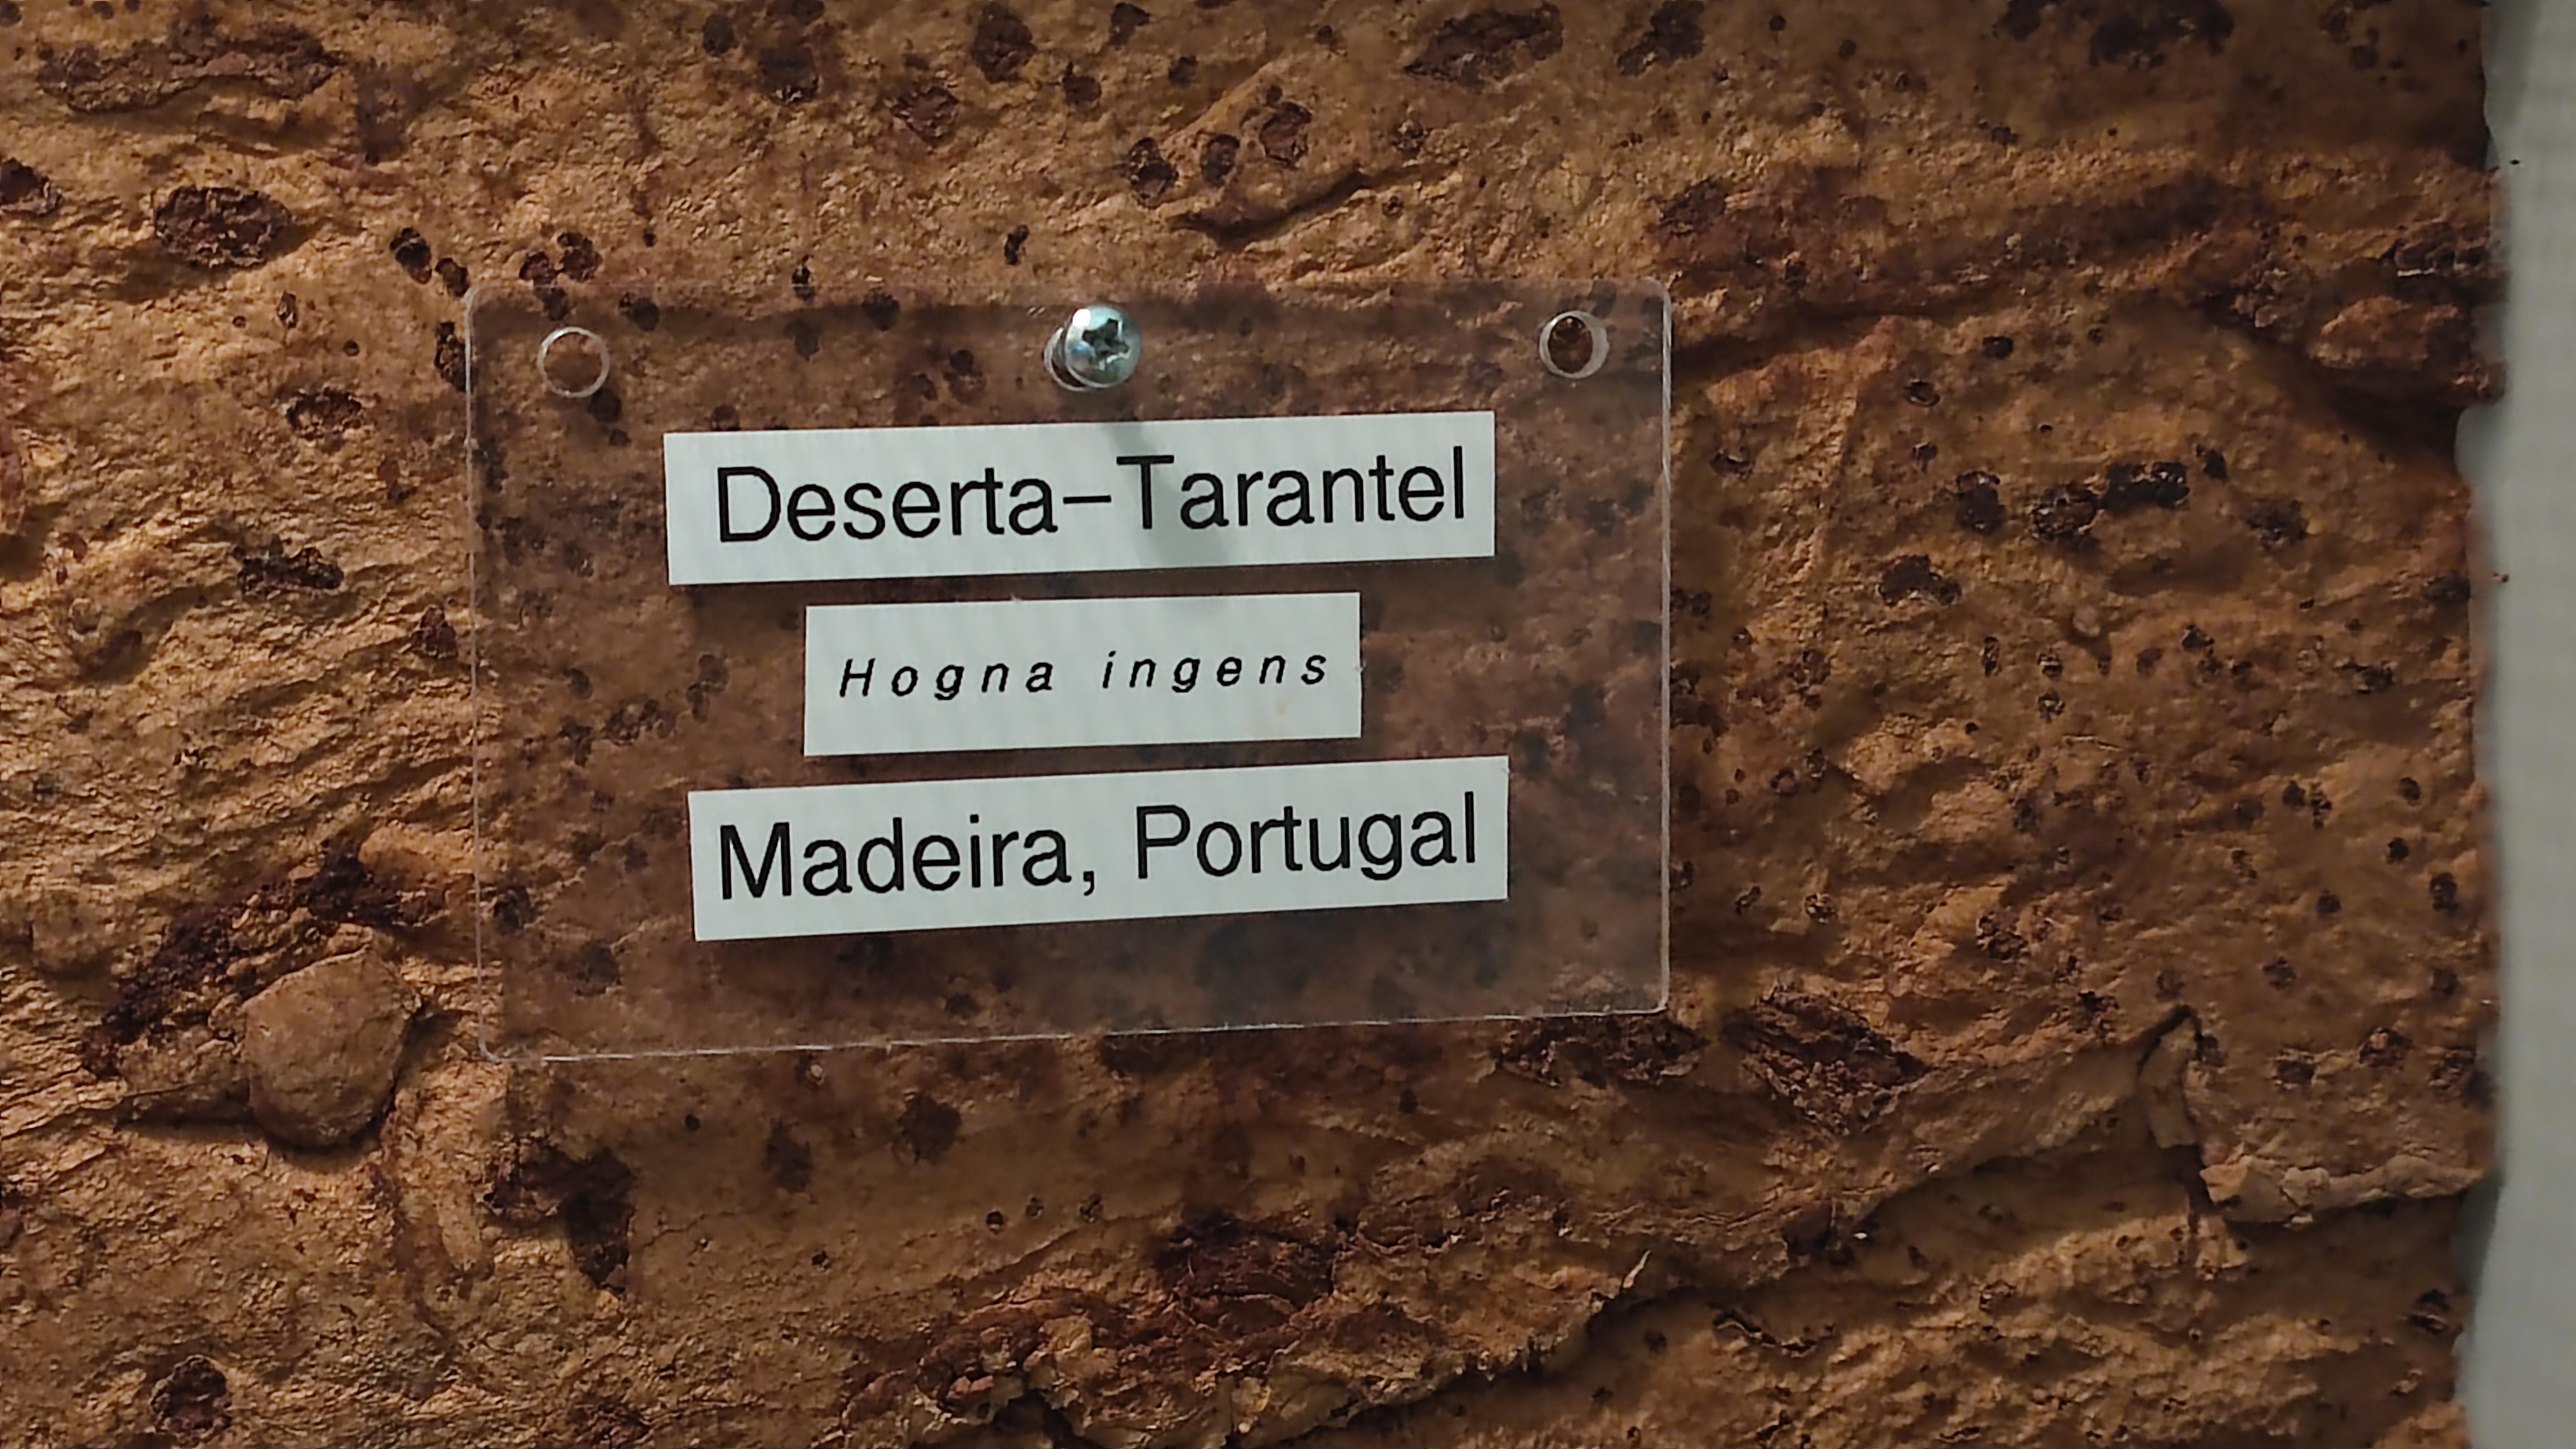 Deserta-Tarantel
Hogna ingens
Madeira, Portugal